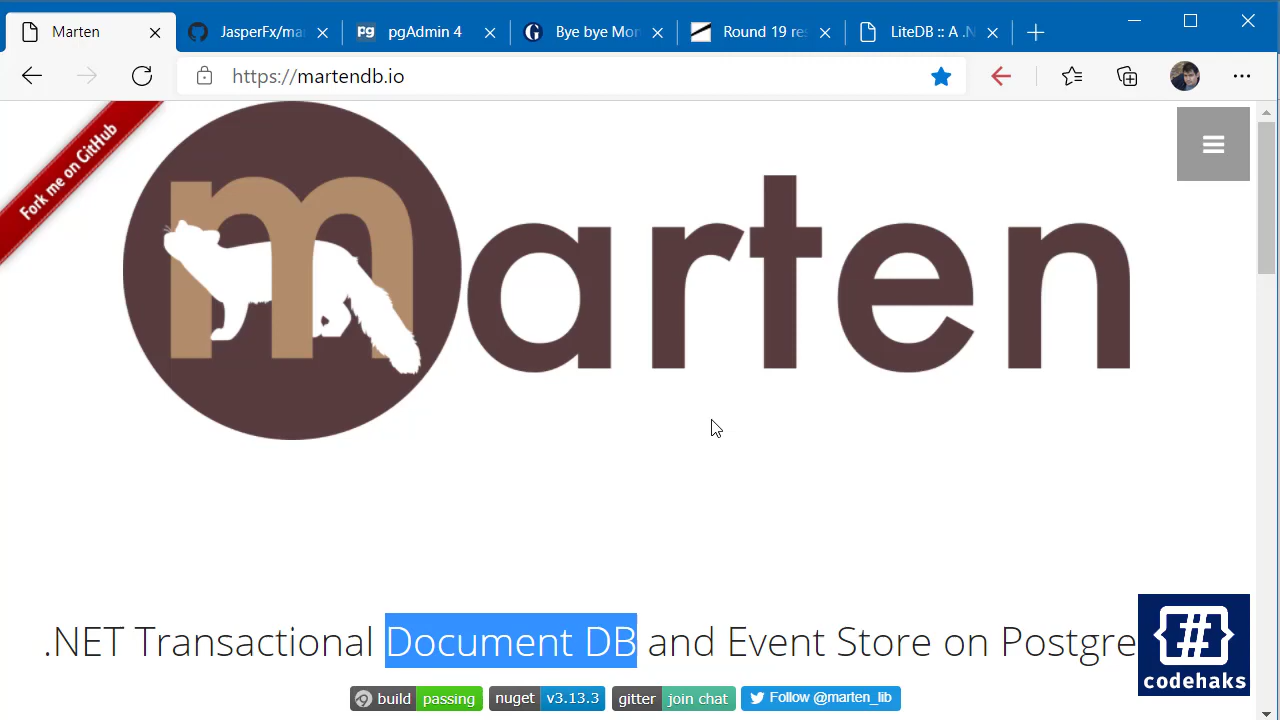 Marten
JasperFx/ma
pgAdmin 4
Bye bye Mor
Round 19 res
LiteDB :: A .N
https://martendb.io
Fork me on GitHub
marten
.NET Transactional Document DB and Event Store on Postgre
build passing
nuget v3.13.3
gitter join chat
Follow @marten_lib
{#}
codehaks